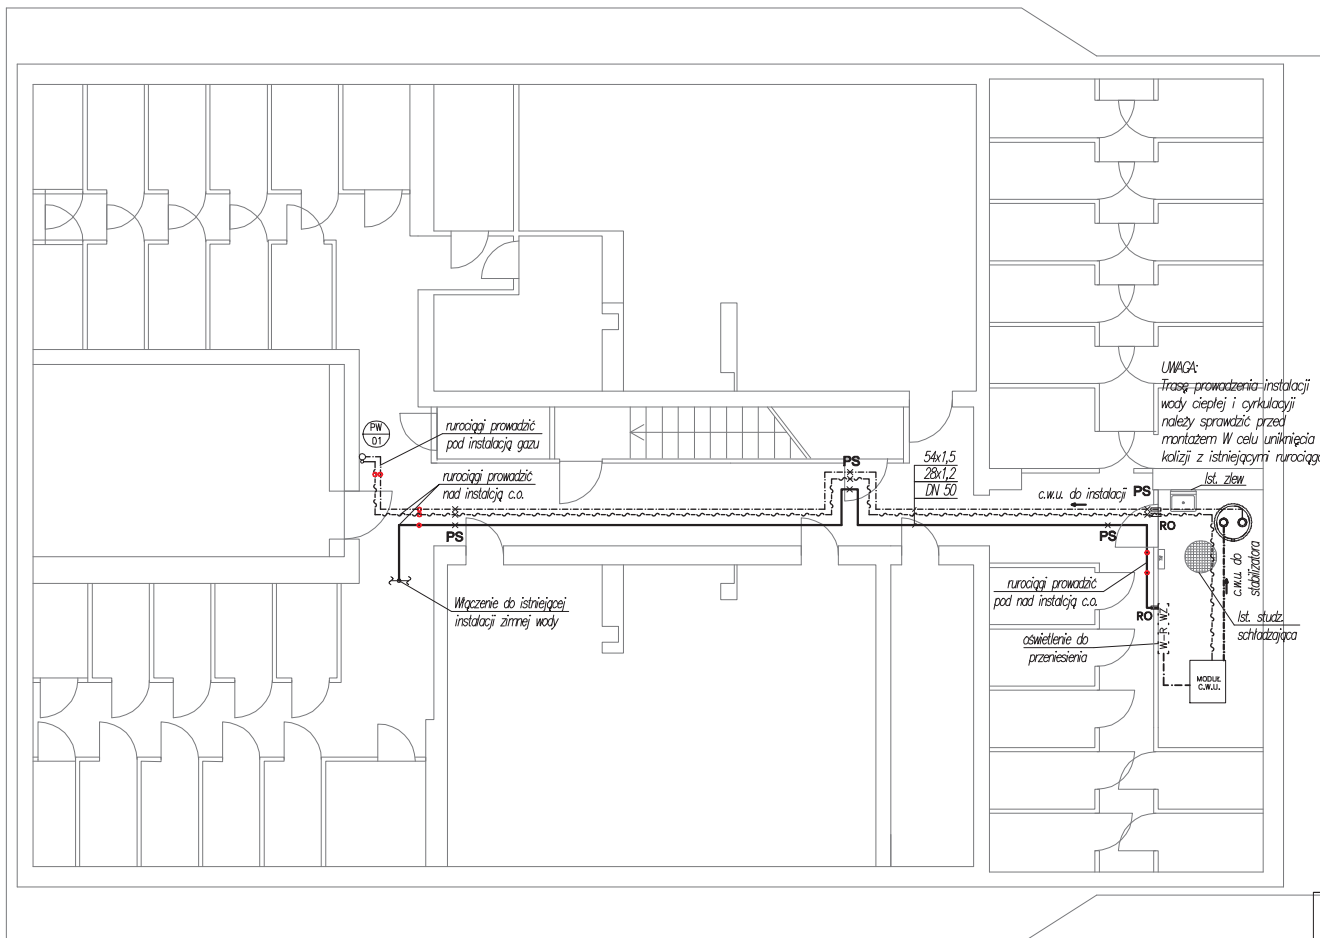 UWAGA:
Trasę prowadzenia instalacji
wody ciepłej i cyrkulacyji
należy sprawdzić przed
montażem W celu uniknięcia
kolizji z istniejącymi rurociąga
PW
01
rurociągi prowadzić
pod instalacją gazu
rurociągi prowadzić
nad instalcją c.o.
PS
54x1,5
28x1,2
DN 50
c.w.u. do instalacji
PS
Ist. zlew
RO
PS
PS
Włączenie do istniejącej
instalacji zimnej wody
rurociągi prowadzić
pod nad instalcją c.o.
RO
W R WZ
c.w.u. do
stabilizatora
Ist. studz.
schładzająca
oświetlenie do
przeniesienia
MODUŁ
C.W.U.